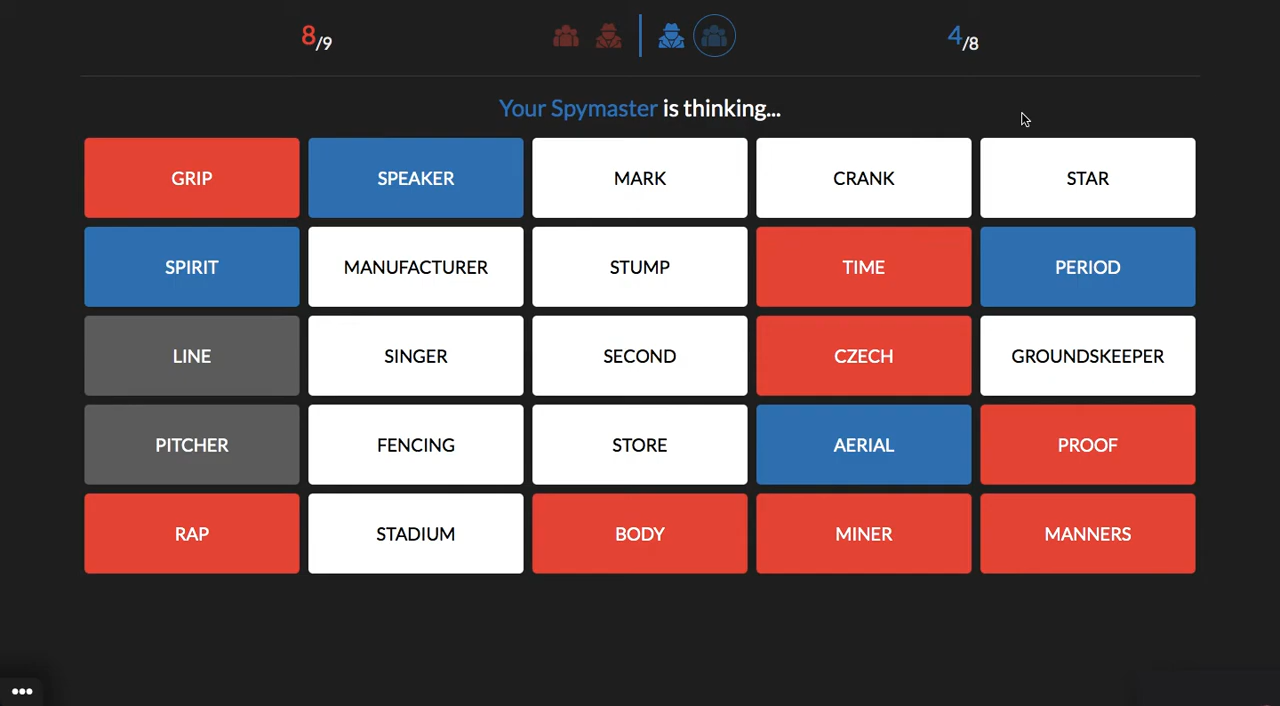 8/9 4/8
Your Spymaster is thinking...
GRIP SPEAKER MARK CRANK STAR
SPIRIT MANUFACTURER STUMP TIME PERIOD
LINE SINGER SECOND CZECH GROUNDSKEEPER
PITCHER FENCING STORE AERIAL PROOF
RAP STADIUM BODY MINER MANNERS